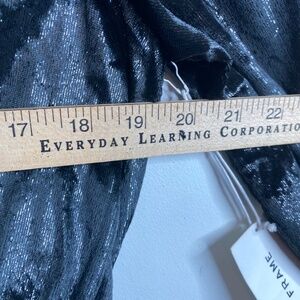 17 18 19 20 21 22
EVERYDAY LEARNING CORPORATIO
FRAME